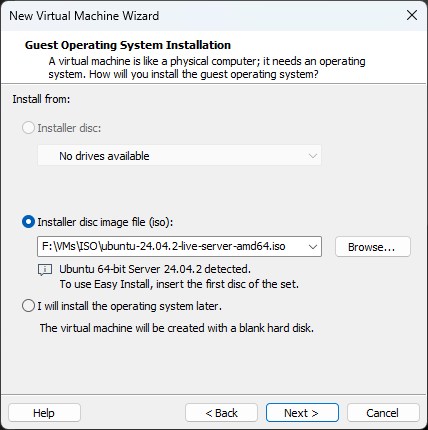 New Virtual Machine Wizard
Guest Operating System Installation
A virtual machine is like a physical computer; it needs an operating
system. How will you install the guest operating system?
Install from:
Installer disc:
No drives available
Installer disc image file (iso):
F:\VMs\ISO\ubuntu-24.04.2-live-server-amd64.iso
Browse...
Ubuntu 64-bit Server 24.04.2 detected.
To use Easy Install, insert the first disc of the set.
I will install the operating system later.
The virtual machine will be created with a blank hard disk.
Help
< Back
Next >
Cancel